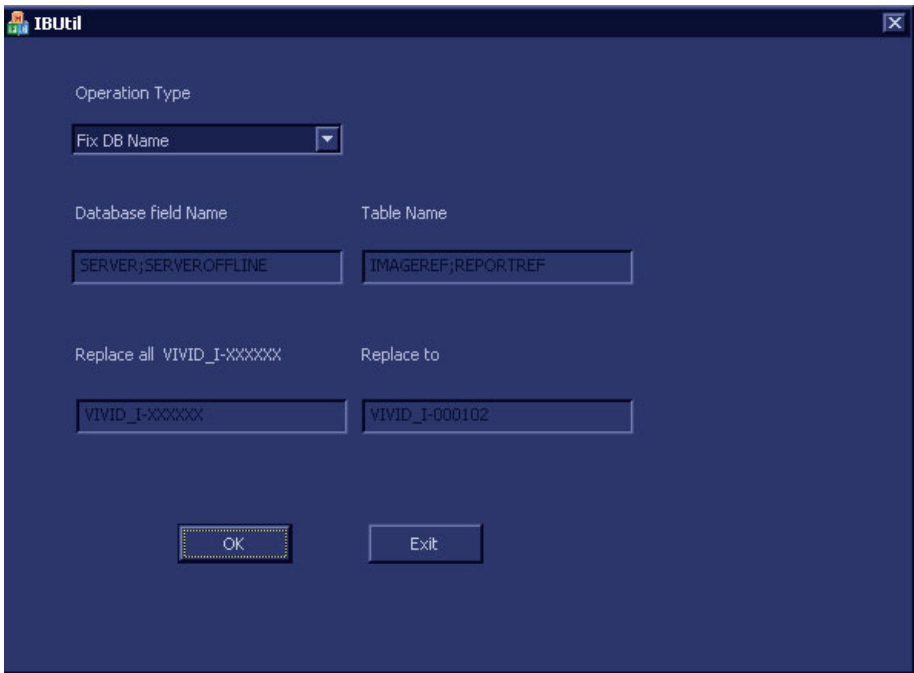 IBUtil
Operation Type
Fix DB Name
Database field Name Table Name
SERVER;SERVEROFFLINE IMAGEREF;REPORTREF
Replace all VIVID_I-XXXXXX Replace to
VIVID_I-XXXXXX VIVID_I-000102
OK Exit